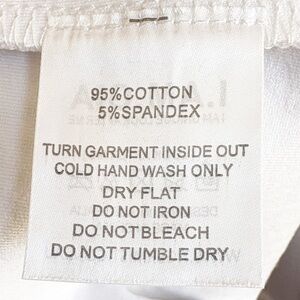 95%COTTON
5%SPANDEX
TURN GARMENT INSIDE OUT
COLD HAND WASH ONLY
DRY FLAT
DO NOT IRON
DO NOT BLEACH
DO NOT TUMBLE DRY